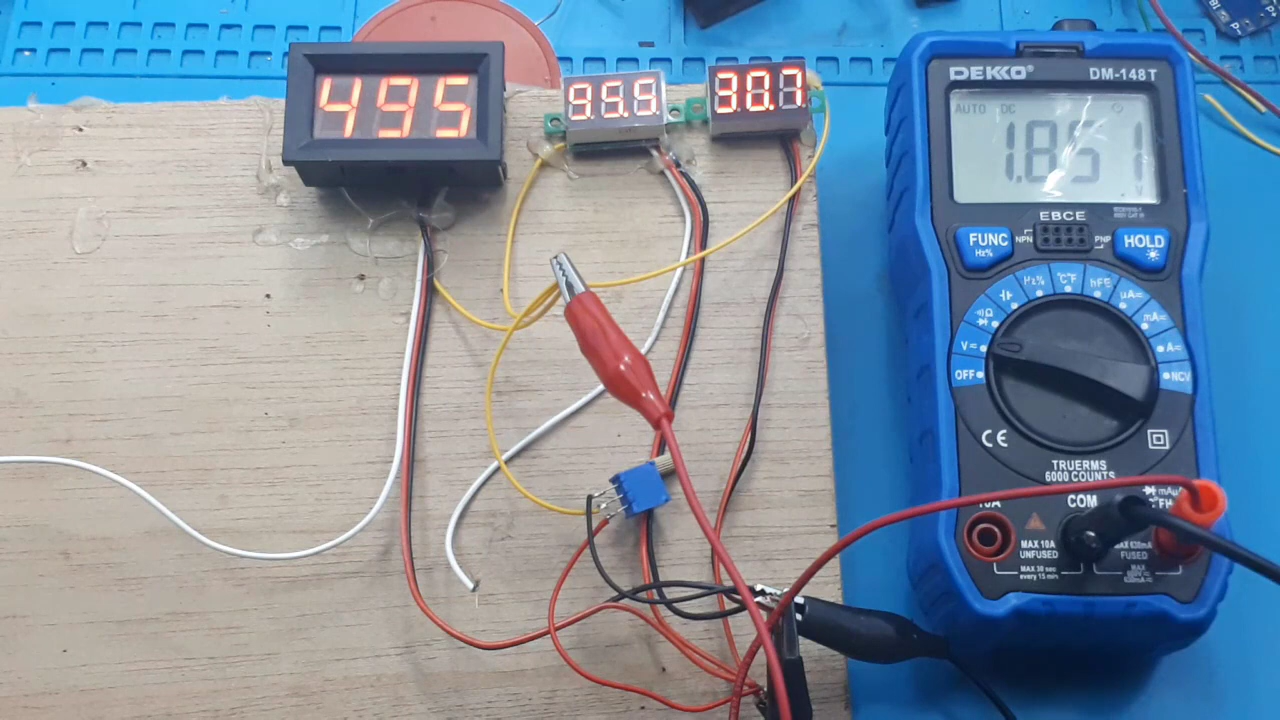 495
99.9
30.0
DEKKO®
DM-148T
AUTO DC
1.851
EBCE
FUNC
Hz%
NPN
PNP
HOLD
Hz%
°C°F
hFE
Ω
μA
mA
V
A
OFF
NCV
CE
TRUERMS
6000 COUNTS
10A
COM
MAX 10A
UNFUSED
MAX 30 sec
every 15 min
FUSED
MAX